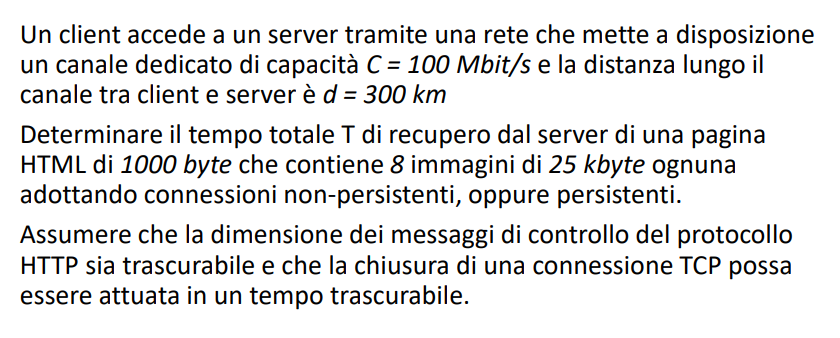 Un client accede a un server tramite una rete che mette a disposizione
un canale dedicato di capacità C = 100 Mbit/s e la distanza lungo il
canale tra client e server è d = 300 km
Determinare il tempo totale T di recupero dal server di una pagina
HTML di 1000 byte che contiene 8 immagini di 25 kbyte ognuna
adottando connessioni non-persistenti, oppure persistenti.
Assumere che la dimensione dei messaggi di controllo del protocollo
HTTP sia trascurabile e che la chiusura di una connessione TCP possa
essere attuata in un tempo trascurabile.